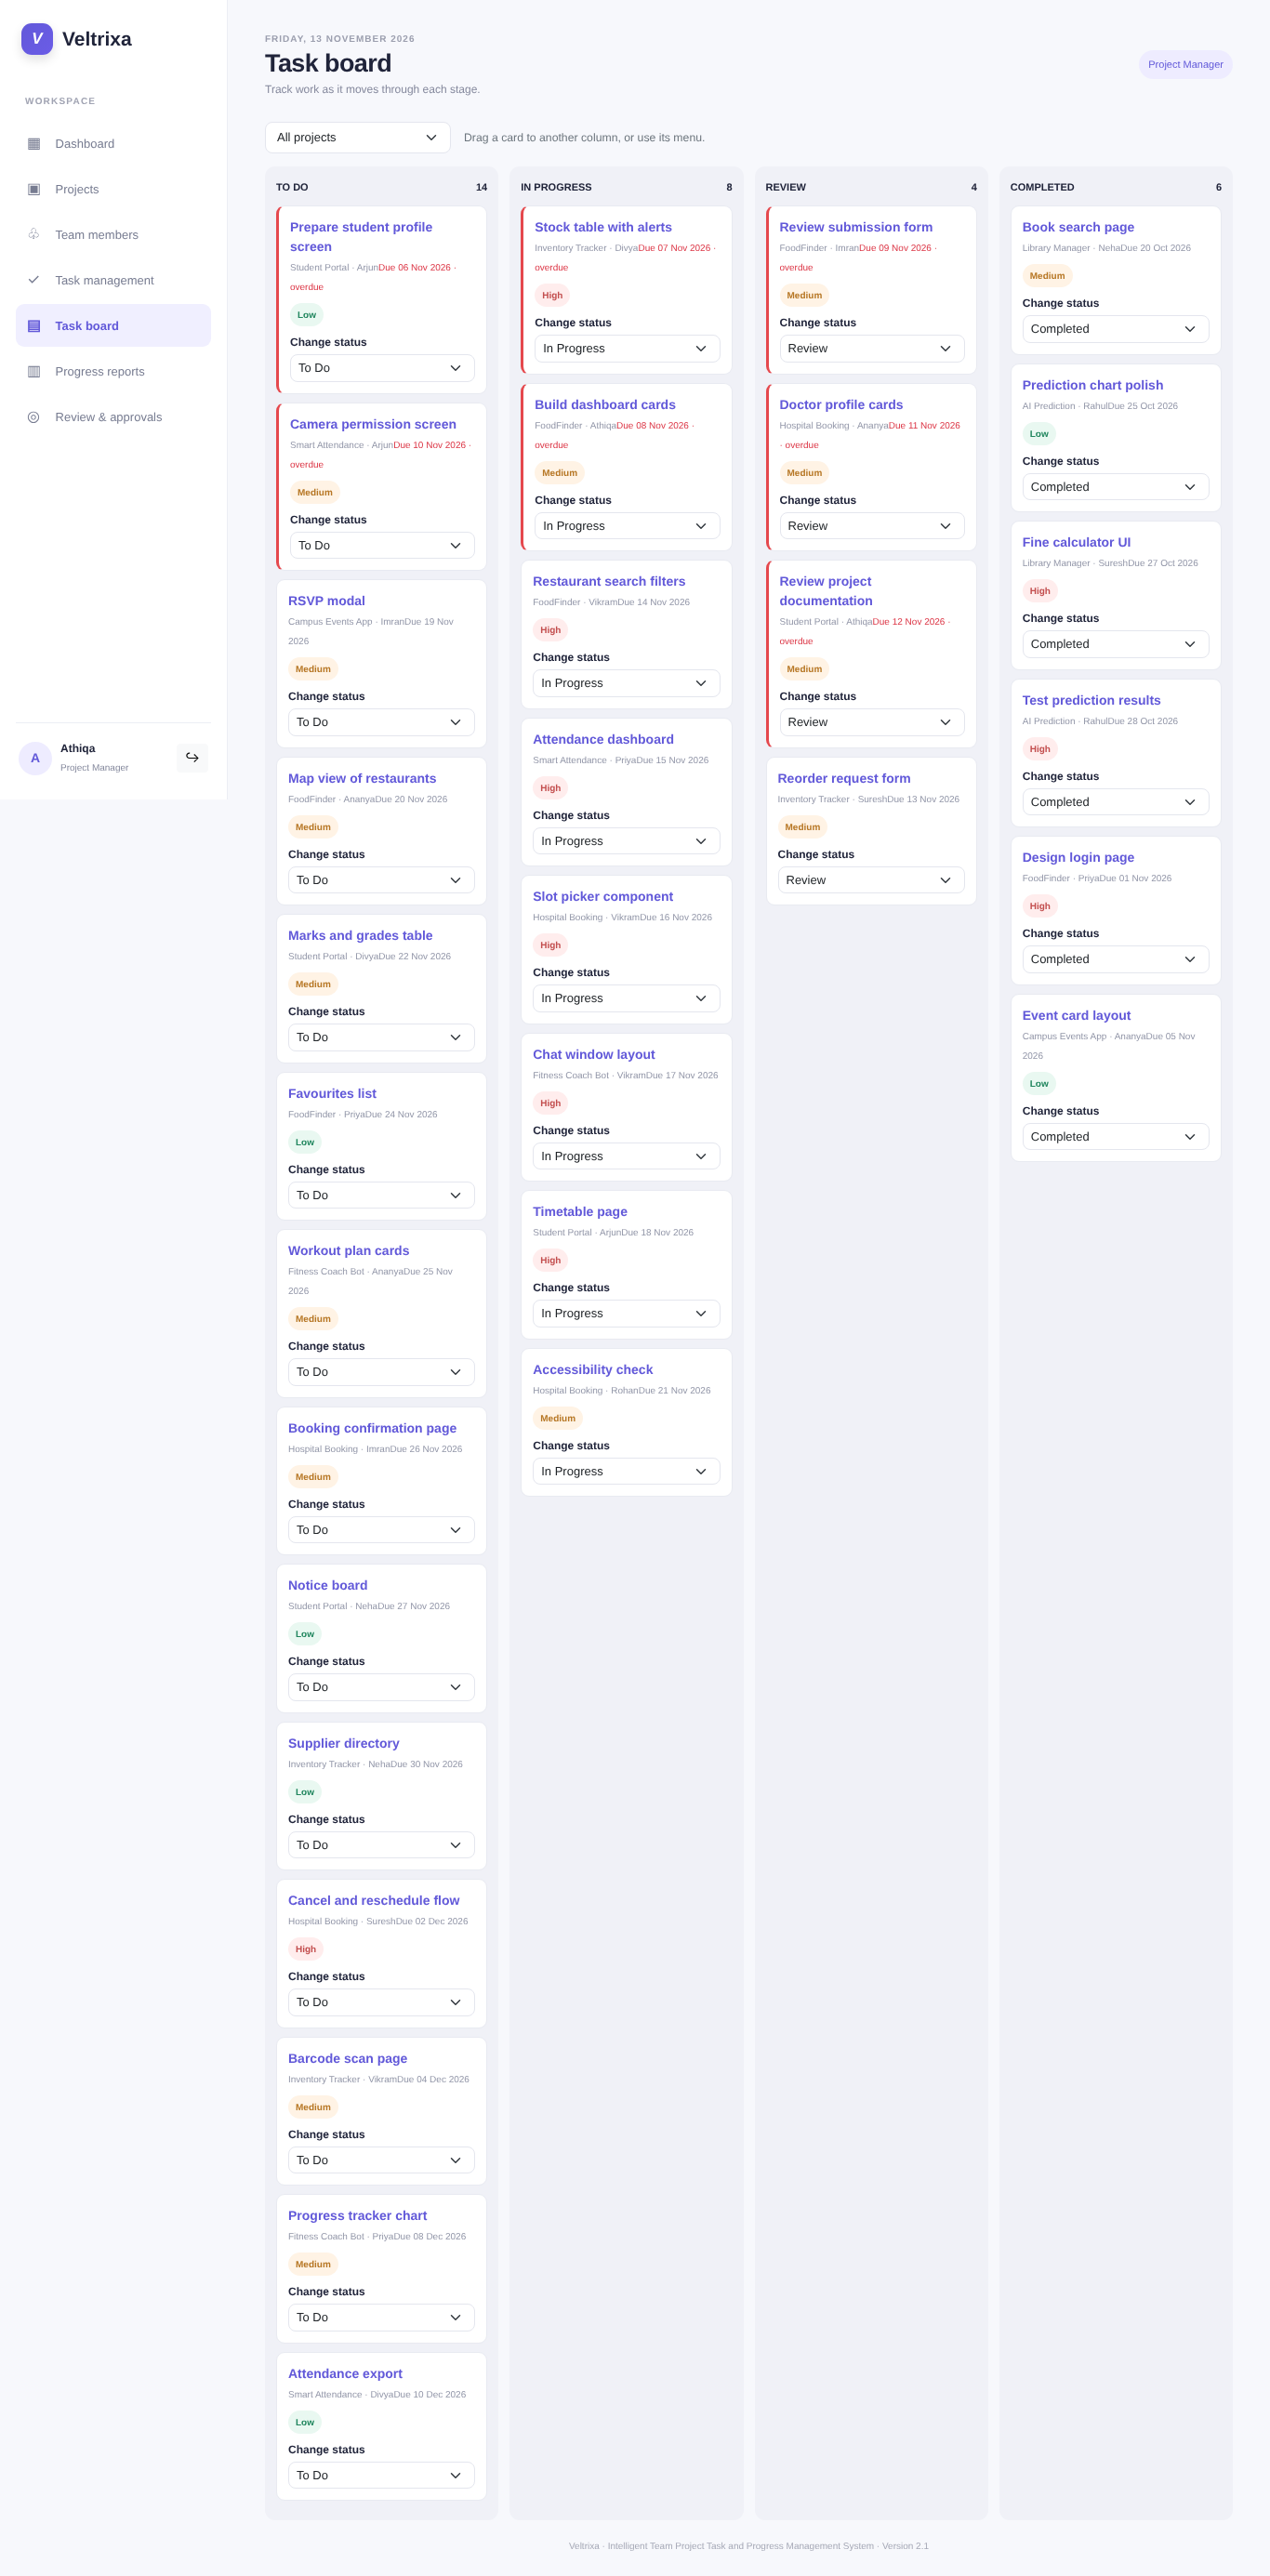 V Veltrixa
WORKSPACE
Dashboard
Projects
Team members
Task management
Task board
Progress reports
Review & approvals
A Athiqa
Project Manager
FRIDAY, 13 NOVEMBER 2026
Task board
Track work as it moves through each stage.
Project Manager
All projects
Drag a card to another column, or use its menu.
TO DO 14
Prepare student profile
screen
Student Portal · ArjunDue 06 Nov 2026 ·
overdue
Low
Change status
To Do
Camera permission screen
Smart Attendance · ArjunDue 10 Nov 2026 ·
overdue
Medium
Change status
To Do
RSVP modal
Campus Events App · ImranDue 19 Nov
2026
Medium
Change status
To Do
Map view of restaurants
FoodFinder · AnanyaDue 20 Nov 2026
Medium
Change status
To Do
Marks and grades table
Student Portal · DivyaDue 22 Nov 2026
Medium
Change status
To Do
Favourites list
FoodFinder · PriyaDue 24 Nov 2026
Low
Change status
To Do
Workout plan cards
Fitness Coach Bot · AnanyaDue 25 Nov
2026
Medium
Change status
To Do
Booking confirmation page
Hospital Booking · ImranDue 26 Nov 2026
Medium
Change status
To Do
Notice board
Student Portal · NehaDue 27 Nov 2026
Low
Change status
To Do
Supplier directory
Inventory Tracker · NehaDue 30 Nov 2026
Low
Change status
To Do
Cancel and reschedule flow
Hospital Booking · SureshDue 02 Dec 2026
High
Change status
To Do
Barcode scan page
Inventory Tracker · VikramDue 04 Dec 2026
Medium
Change status
To Do
Progress tracker chart
Fitness Coach Bot · PriyaDue 08 Dec 2026
Medium
Change status
To Do
Attendance export
Smart Attendance · DivyaDue 10 Dec 2026
Low
Change status
To Do
IN PROGRESS 8
Stock table with alerts
Inventory Tracker · DivyaDue 07 Nov 2026 ·
overdue
High
Change status
In Progress
Build dashboard cards
FoodFinder · AthiqaDue 08 Nov 2026 ·
overdue
Medium
Change status
In Progress
Restaurant search filters
FoodFinder · VikramDue 14 Nov 2026
High
Change status
In Progress
Attendance dashboard
Smart Attendance · PriyaDue 15 Nov 2026
High
Change status
In Progress
Slot picker component
Hospital Booking · VikramDue 16 Nov 2026
High
Change status
In Progress
Chat window layout
Fitness Coach Bot · VikramDue 17 Nov 2026
High
Change status
In Progress
Timetable page
Student Portal · ArjunDue 18 Nov 2026
High
Change status
In Progress
Accessibility check
Hospital Booking · RohanDue 21 Nov 2026
Medium
Change status
In Progress
REVIEW 4
Review submission form
FoodFinder · ImranDue 09 Nov 2026 ·
overdue
Medium
Change status
Review
Doctor profile cards
Hospital Booking · AnanyaDue 11 Nov 2026
· overdue
Medium
Change status
Review
Review project
documentation
Student Portal · AthiqaDue 12 Nov 2026 ·
overdue
Medium
Change status
Review
Reorder request form
Inventory Tracker · SureshDue 13 Nov 2026
Medium
Change status
Review
COMPLETED 6
Book search page
Library Manager · NehaDue 20 Oct 2026
Medium
Change status
Completed
Prediction chart polish
AI Prediction · RahulDue 25 Oct 2026
Low
Change status
Completed
Fine calculator UI
Library Manager · SureshDue 27 Oct 2026
High
Change status
Completed
Test prediction results
AI Prediction · RahulDue 28 Oct 2026
High
Change status
Completed
Design login page
FoodFinder · PriyaDue 01 Nov 2026
High
Change status
Completed
Event card layout
Campus Events App · AnanyaDue 05 Nov
2026
Low
Change status
Completed
Veltrixa · Intelligent Team Project Task and Progress Management System · Version 2.1